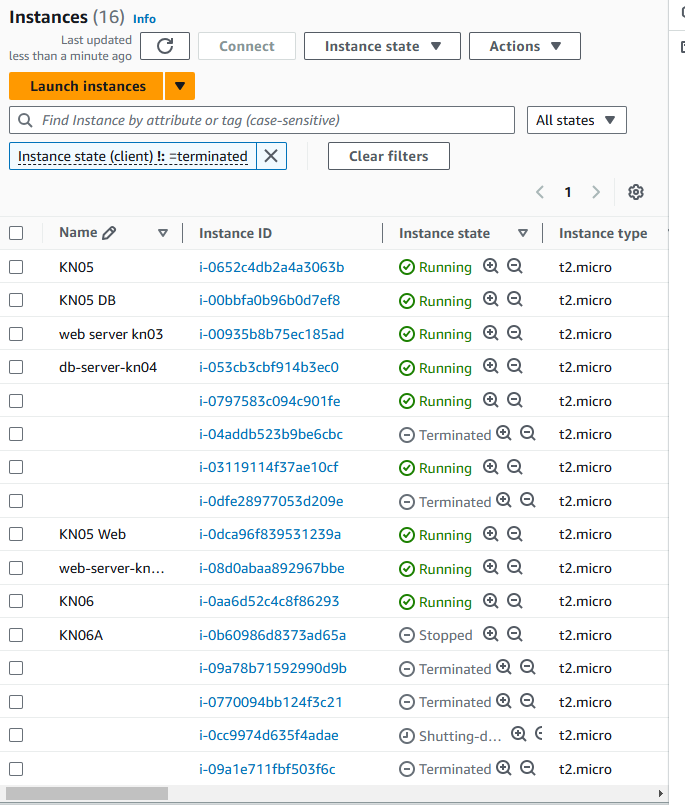 Instances (16) Info
Last updated
less than a minute ago
Connect
Instance state
Actions
Launch instances
Find Instance by attribute or tag (case-sensitive)
All states
Instance state (client) !: =terminated
Clear filters
1
Name Instance ID Instance state Instance type
KN05 i-0652c4db2a4a3063b Running t2.micro
KN05 DB i-00bbfa0b96b0d7ef8 Running t2.micro
web server kn03 i-00935b8b75ec185ad Running t2.micro
db-server-kn04 i-053cb3cbf914b3ec0 Running t2.micro
i-0797583c094c901fe Running t2.micro
i-04addb523b9be6cbc Terminated t2.micro
i-03119114f37ae10cf Running t2.micro
i-0dfe28977053d209e Terminated t2.micro
KN05 Web i-0dca96f839531239a Running t2.micro
web-server-kn... i-08d0abaa892967bbe Running t2.micro
KN06 i-0aa6d52c4c8f86293 Running t2.micro
KN06A i-0b60986d8373ad65a Stopped t2.micro
i-09a78b71592990d9b Terminated t2.micro
i-0770094bb124f3c21 Terminated t2.micro
i-0cc9974d635f4adae Shutting-d... t2.micro
i-09a1e711fbf503f6c Terminated t2.micro